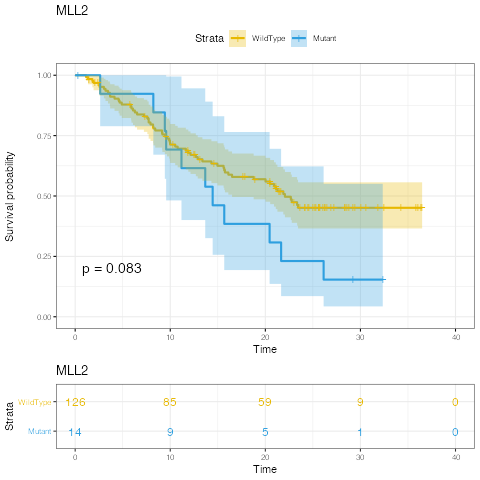 MLL2
Strata WildType Mutant
Survival probability
1.00
0.75
0.50
0.25
0.00
p = 0.083
0 10 20 30 40
Time
MLL2
Strata
WildType 126 85 59 9 0
Mutant 14 9 5 1 0
0 10 20 30 40
Time